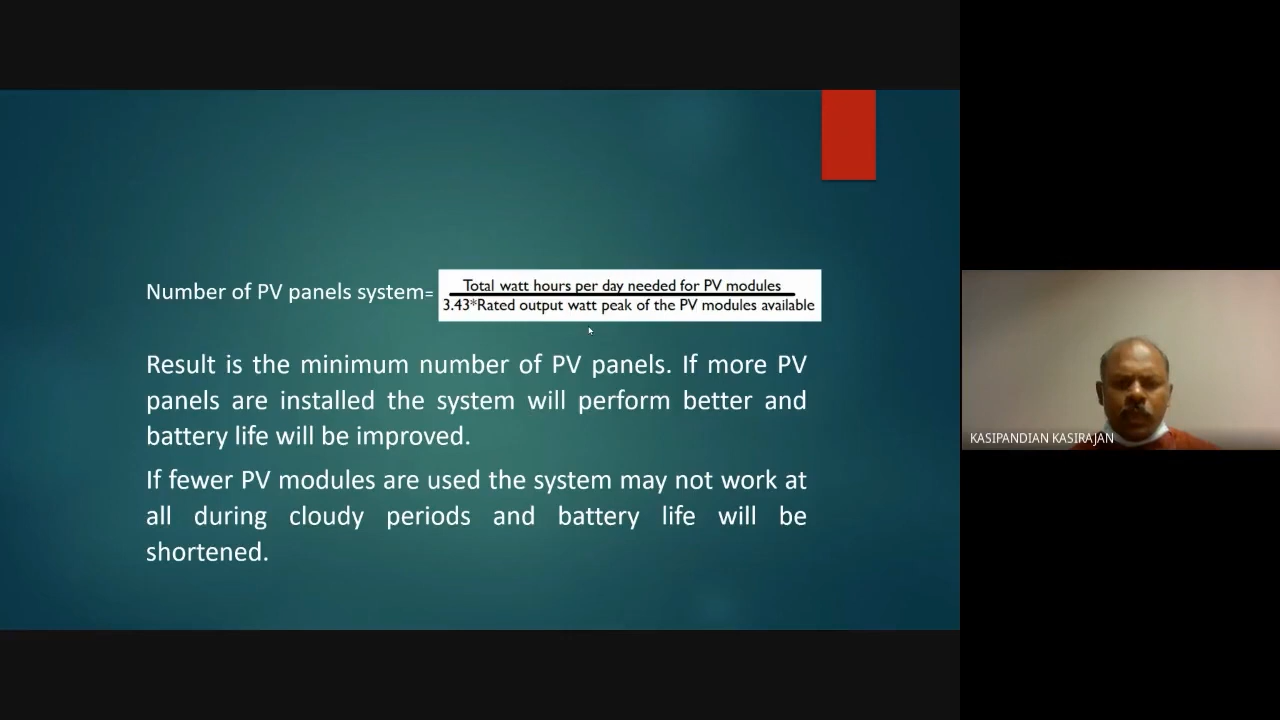 Number of PV panels system=
Total watt hours per day needed for PV modules
3.43*Rated output watt peak of the PV modules available
Result is the minimum number of PV panels. If more PV
panels are installed the system will perform better and
battery life will be improved.
If fewer PV modules are used the system may not work at
all during cloudy periods and battery life will be
shortened.
KASIPANDIAN KASIRAJAN